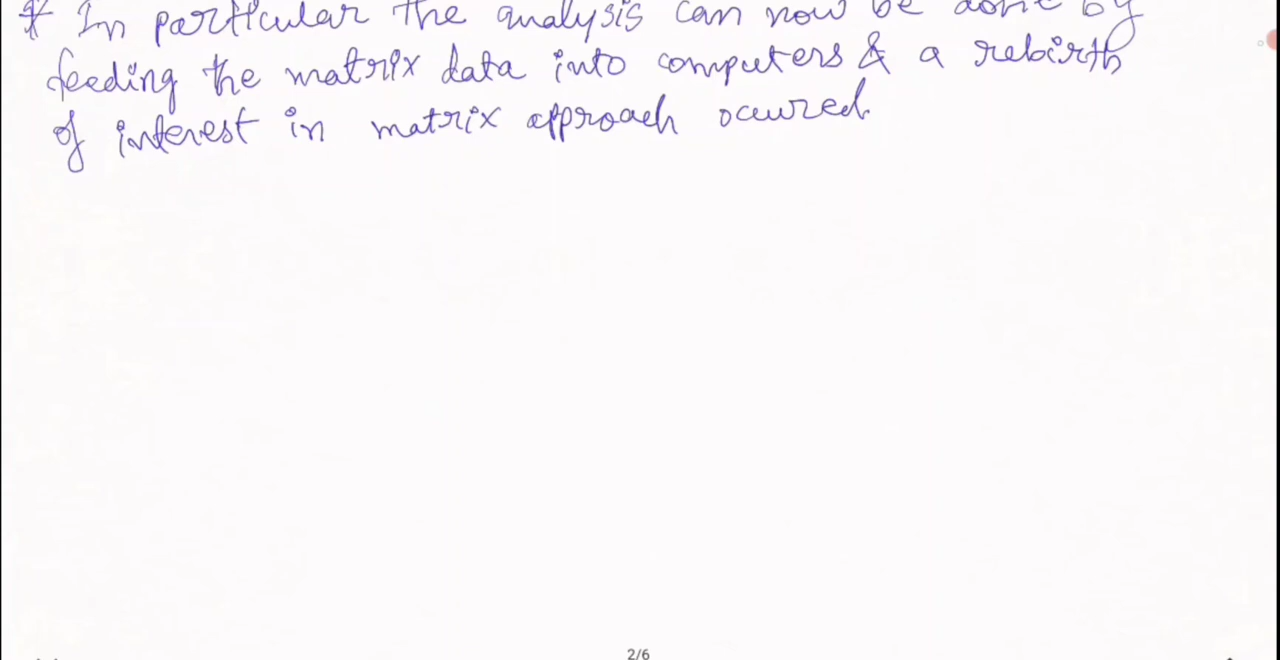 * In particular the analysis can now be done by
feeding the matrix data into computers & a rebirth
of interest in matrix approach ocurred.
2/6